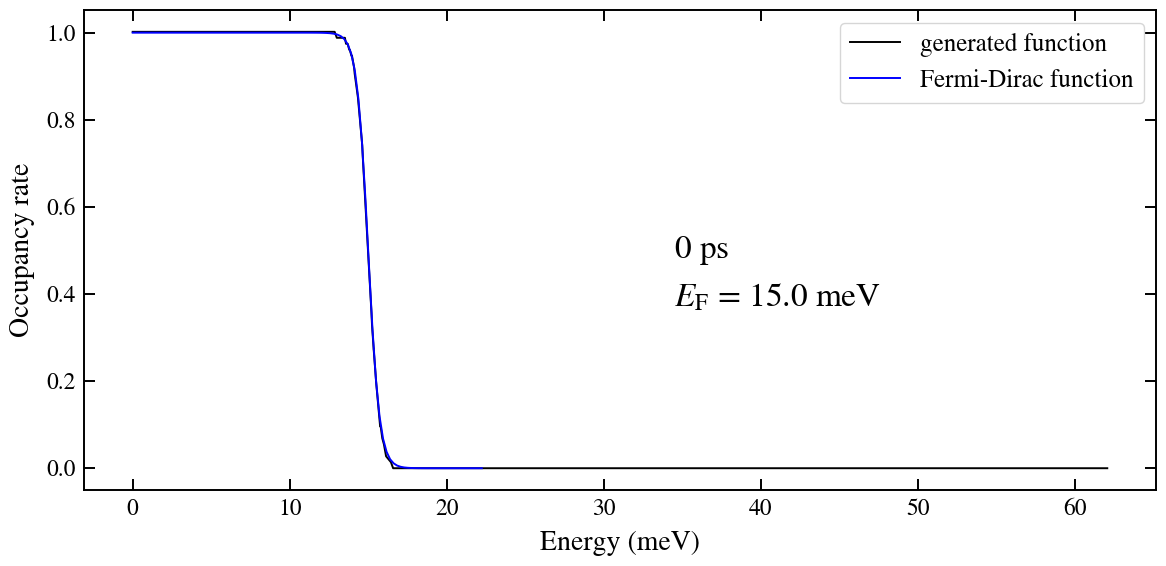 1.0
0.8
0.6
0.4
0.2
0.0
Occupancy rate
generated function
Fermi-Dirac function
0 ps
E_F = 15.0 meV
0 10 20 30 40 50 60
Energy (meV)